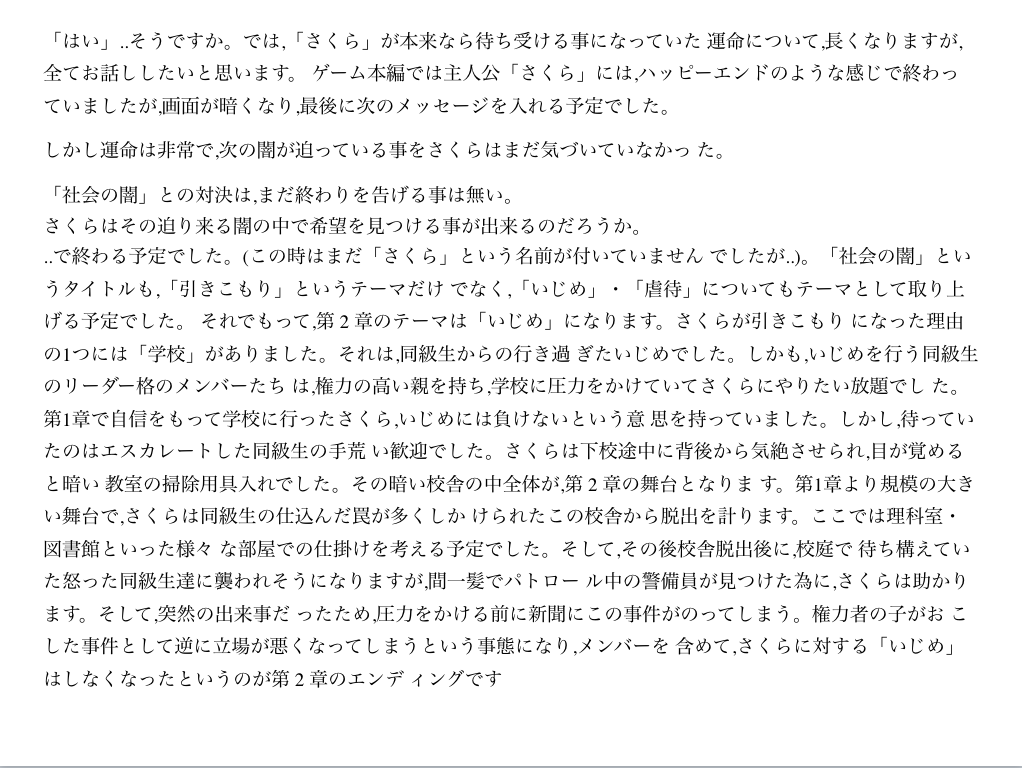 「はい」..そうですか。では,「さくら」が本来なら待ち受ける事になっていた 運命について,長くなりますが,
全てお話ししたいと思います。 ゲーム本編では主人公「さくら」には,ハッピーエンドのような感じで終わっ
ていましたが,画面が暗くなり,最後に次のメッセージを入れる予定でした。
しかし運命は非常で,次の闇が迫っている事をさくらはまだ気づいていなかっ た。
「社会の闇」との対決は,まだ終わりを告げる事は無い。
さくらはその迫り来る闇の中で希望を見つける事が出来るのだろうか。
..で終わる予定でした。(この時はまだ「さくら」という名前が付いていません でしたが..)。 「社会の闇」とい
うタイトルも,「引きこもり」というテーマだけ でなく,「いじめ」・「虐待」についてもテーマとして取り上
げる予定でした。 それでもって,第 2 章のテーマは「いじめ」になります。さくらが引きこもり になった理由
の1つには「学校」がありました。それは,同級生からの行き過 ぎたいじめでした。しかも,いじめを行う同級生
のリーダー格のメンバーたち は,権力の高い親を持ち,学校に圧力をかけていてさくらにやりたい放題でし た。
第1章で自信をもって学校に行ったさくら,いじめには負けないという意 思を持っていました。しかし,待ってい
たのはエスカレートした同級生の手荒 い歓迎でした。さくらは下校途中に背後から気絶させられ,目が覚める
と暗い 教室の掃除用具入れでした。その暗い校舎の中全体が,第 2 章の舞台となりま す。第1章より規模の大き
い舞台で,さくらは同級生の仕込んだ罠が多くしか けられたこの校舎から脱出を計ります。ここでは理科室・
図書館といった様々 な部屋での仕掛けを考える予定でした。そして,その後校舎脱出後に,校庭で 待ち構えてい
た怒った同級生達に襲われそうになりますが,間一髪でパトロー ル中の警備員が見つけた為に,さくらは助かり
ます。そして,突然の出来事だ ったため,圧力をかける前に新聞にこの事件がのってしまう。権力者の子がお こ
した事件として逆に立場が悪くなってしまうという事態になり,メンバーを 含めて,さくらに対する「いじめ」
はしなくなったというのが第 2 章のエンデ ィングです